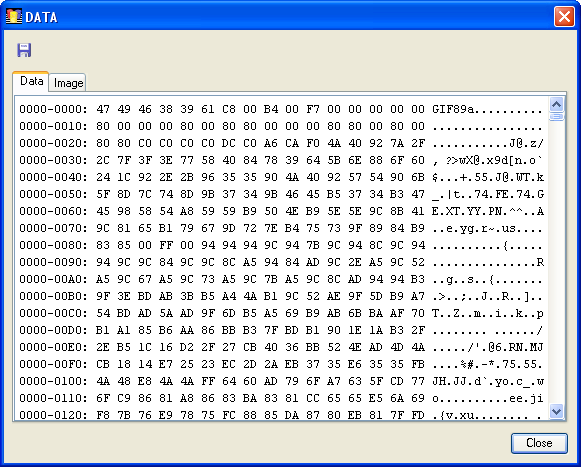 DATA
Data Image
0000-0000: 47 49 46 38 39 61 C8 00 B4 00 F7 00 00 00 00 00 GIF89a..........
0000-0010: 80 00 00 00 80 00 80 80 00 00 00 80 80 00 80 00 ................
0000-0020: 80 80 C0 C0 C0 C0 DC C0 A6 CA F0 4A 40 92 7A 2F ...........J@.z/
0000-0030: 2C 7F 3F 3E 77 58 40 84 78 39 64 5B 6E 88 6F 60 , ?>wX@.x9d[n.o`
0000-0040: 24 1C 92 2E 2B 96 35 35 90 4A 40 92 57 54 90 6B $...+.55.J@.WT.k
0000-0050: 5F 8D 7C 74 8D 9B 37 34 9B 46 45 B5 37 34 B3 47 _.|t..74.FE.74.G
0000-0060: 45 98 58 54 A8 59 59 B9 50 4E B9 5E 5E 9C 8B 41 E.XT.YY.PN.^^..A
0000-0070: 9C 81 65 B1 79 67 9D 72 7E B4 75 73 9F 89 84 B9 ..e.yg.r~.us....
0000-0080: 83 85 00 FF 00 94 94 94 9C 94 7B 9C 94 8C 9C 94 ..........{.....
0000-0090: 94 9C 9C 84 9C 9C 8C A5 94 84 AD 9C 2E A5 9C 52 ...............R
0000-00A0: A5 9C 67 A5 9C 73 A5 9C 7B A5 9C 8C AD 94 94 B3 ..g..s..{.......
0000-00B0: 9F 3E BD AB 3B B5 A4 4A B1 9C 52 AE 9F 5D B9 A7 .>..;..J..R..]..
0000-00C0: 54 BD AD 5A AD 9F 6D B5 A5 69 B9 AB 6B BA AF 70 T..Z..m..i..k..p
0000-00D0: B1 A1 85 B6 AA 86 BB B3 7F BD B1 90 1E 1A B3 2F ........ ....../
0000-00E0: 2E B5 1C 16 D2 2F 27 CB 40 36 BB 52 4E AD 4D 4A ...../'.@6.RN.MJ
0000-00F0: CB 18 14 E7 25 23 EC 2D 2A EB 37 35 E6 35 35 FB ....%#.-*.75.55.
0000-0100: 4A 48 E8 4A 4A FF 64 60 AD 79 6F A7 63 5F CD 77 JH.JJ.d`.yo.c_.w
0000-0110: 6F C9 86 81 A8 86 83 BA 83 81 CC 65 65 E5 6A 69 o..........ee.ji
0000-0120: F8 7B 76 E9 78 75 FC 88 85 DA 87 80 EB 81 7F FD .{v.xu........ .
Close